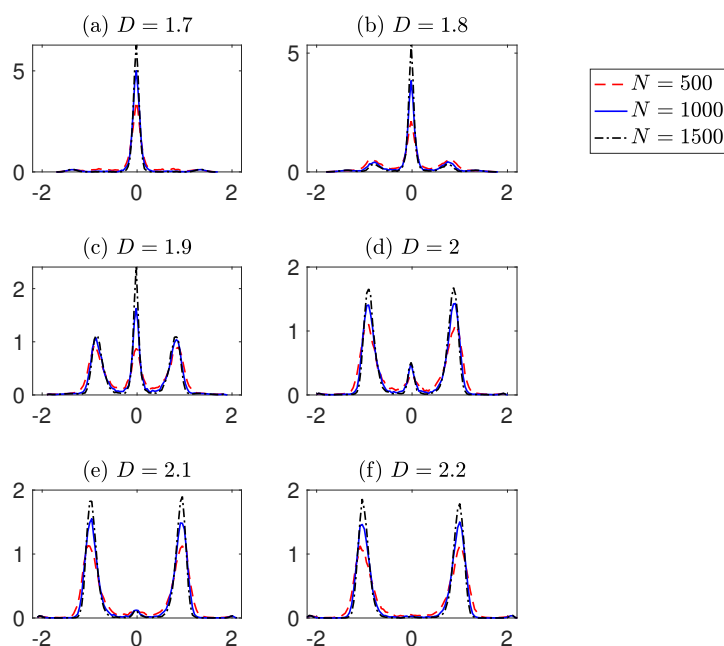 (a) D = 1.7
(b) D = 1.8
5
0
-2 0 2
5
0
-2 0 2
N = 500
N = 1000
N = 1500
(c) D = 1.9
(d) D = 2
2
1
0
-2 0 2
2
1
0
-2 0 2
(e) D = 2.1
(f) D = 2.2
2
1
0
-2 0 2
2
1
0
-2 0 2